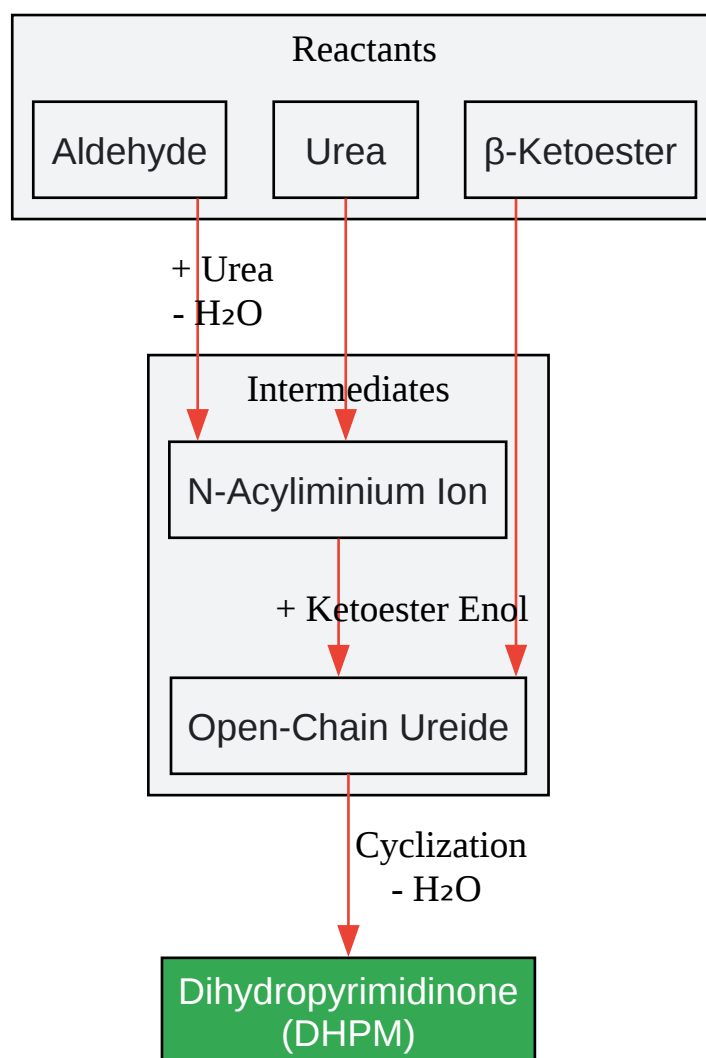 Reactants
Aldehyde
Urea
β-Ketoester
+ Urea
- H₂O
Intermediates
N-Acyliminium Ion
+ Ketoester Enol
Open-Chain Ureide
Cyclization
- H₂O
Dihydropyrimidinone
(DHPM)